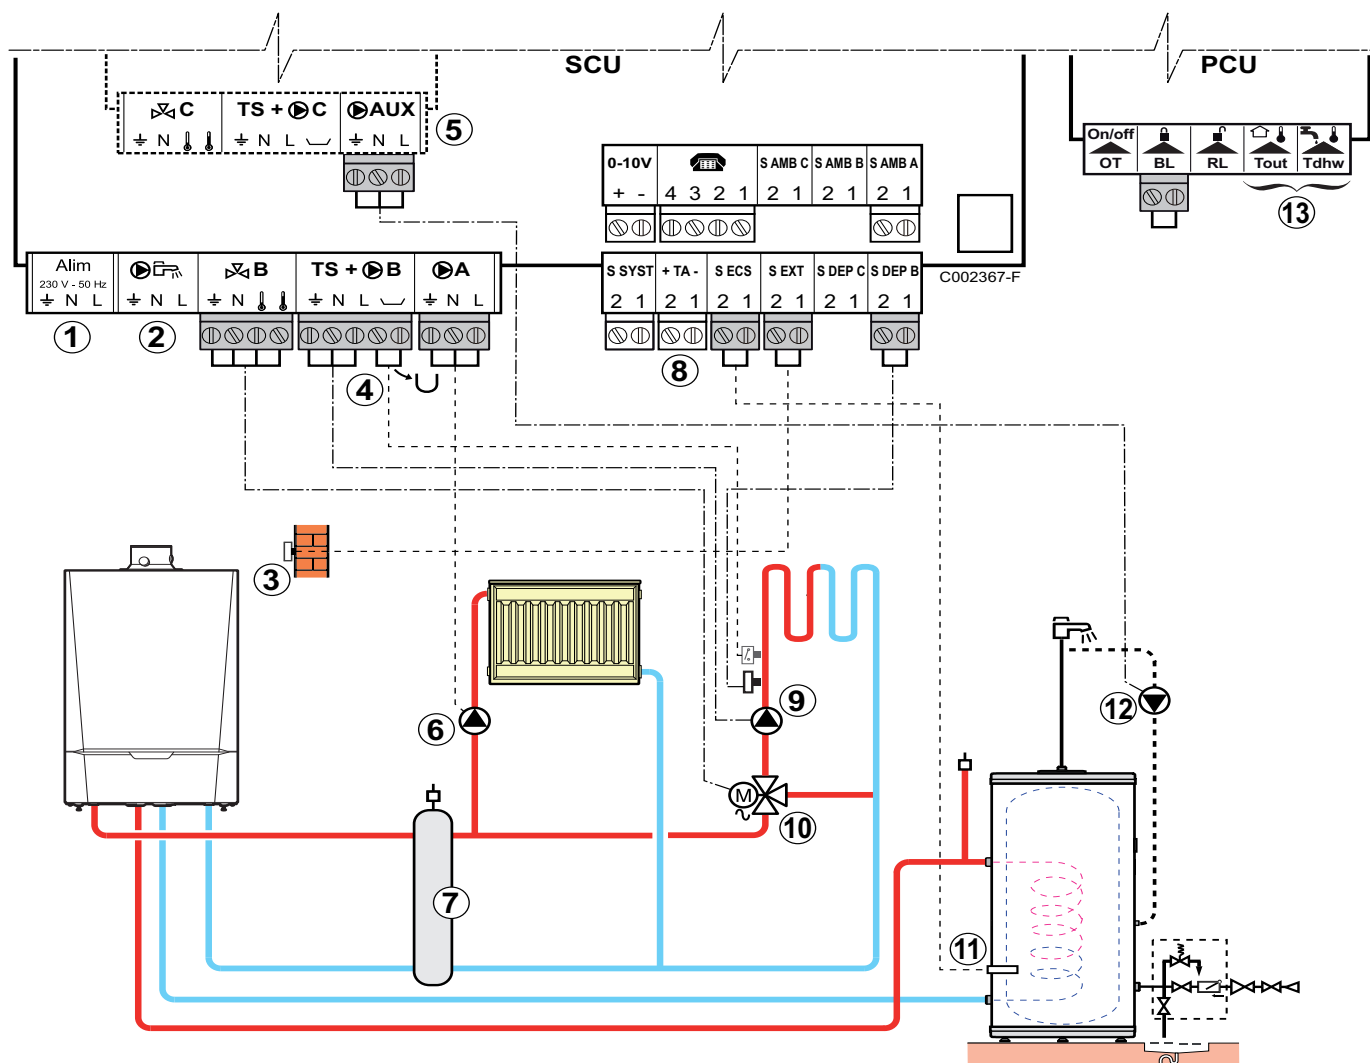 SCU
PCU
C TS + C AUX
N N L N L
5
On/off
OT BL RL Tout Tdhw
13
0-10V S AMB C S AMB B S AMB A
+ - 4 3 2 1 2 1 2 1 2 1
C002367-F
Alim
230 V - 50 Hz
N L N L
B TS + B A
N N L N L
1 2
4
S SYST + TA - S ECS S EXT S DEP C S DEP B
2 1 2 1 2 1 2 1 2 1 2 1
8
3
6
9
12
M
10
7
11